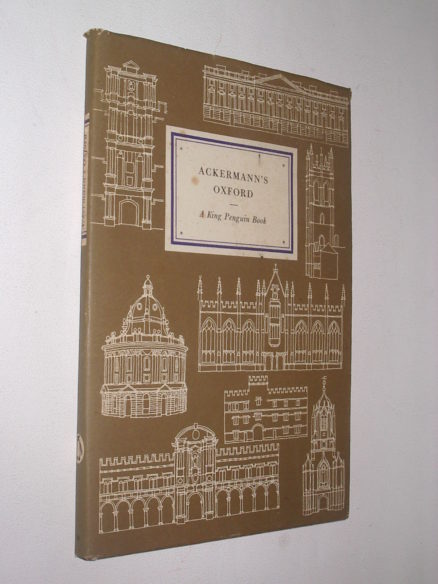 ACKERMANN'S
OXFORD
A King Penguin Book